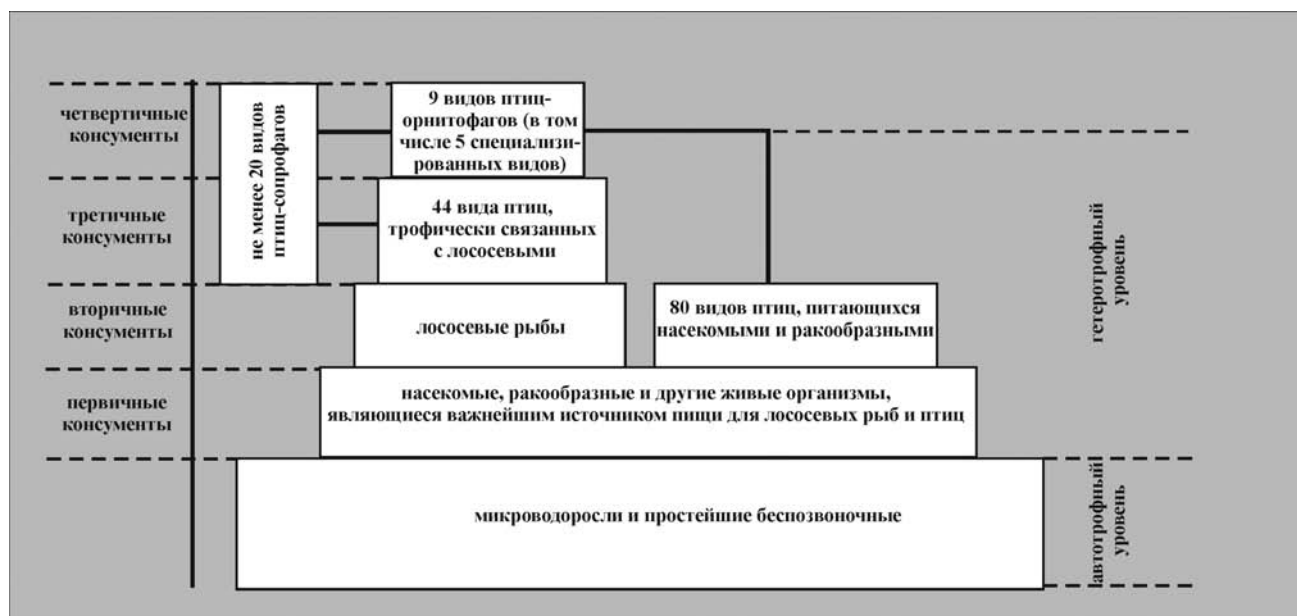 четвертичные
консументы
третичные
консументы
вторичные
консументы
первичные
консументы
не менее 20 видов
птиц-сопрофагов
9 видов птиц-
орнитофагов (в том
числе 5 специализи-
рованных видов)
44 вида птиц,
трофически связанных
с лососевыми
лососевые рыбы
80 видов птиц, питающихся
насекомыми и ракообразными
насекомые, ракообразные и другие живые организмы,
являющиеся важнейшим источником пищи для лососевых рыб и птиц
микроводоросли и простейшие беспозвоночные
гетеротрофный
уровень
автотрофный
уровень